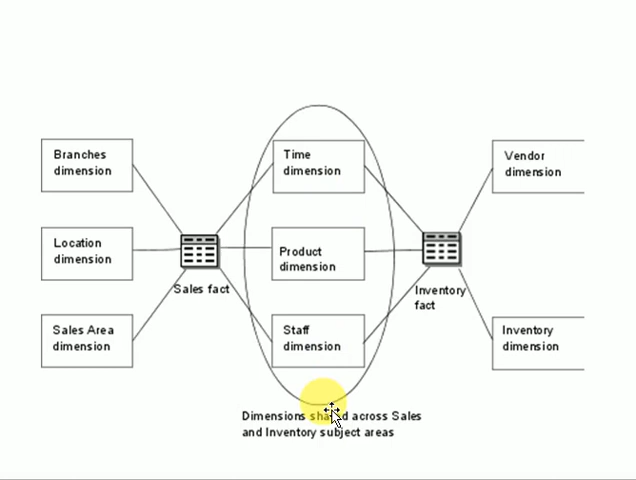 Branches
dimension
Time
dimension
Vendor
dimension
Location
dimension
Product
dimension
Sales fact
Inventory
fact
Sales Area
dimension
Staff
dimension
Inventory
dimension
Dimensions shared across Sales
and Inventory subject areas